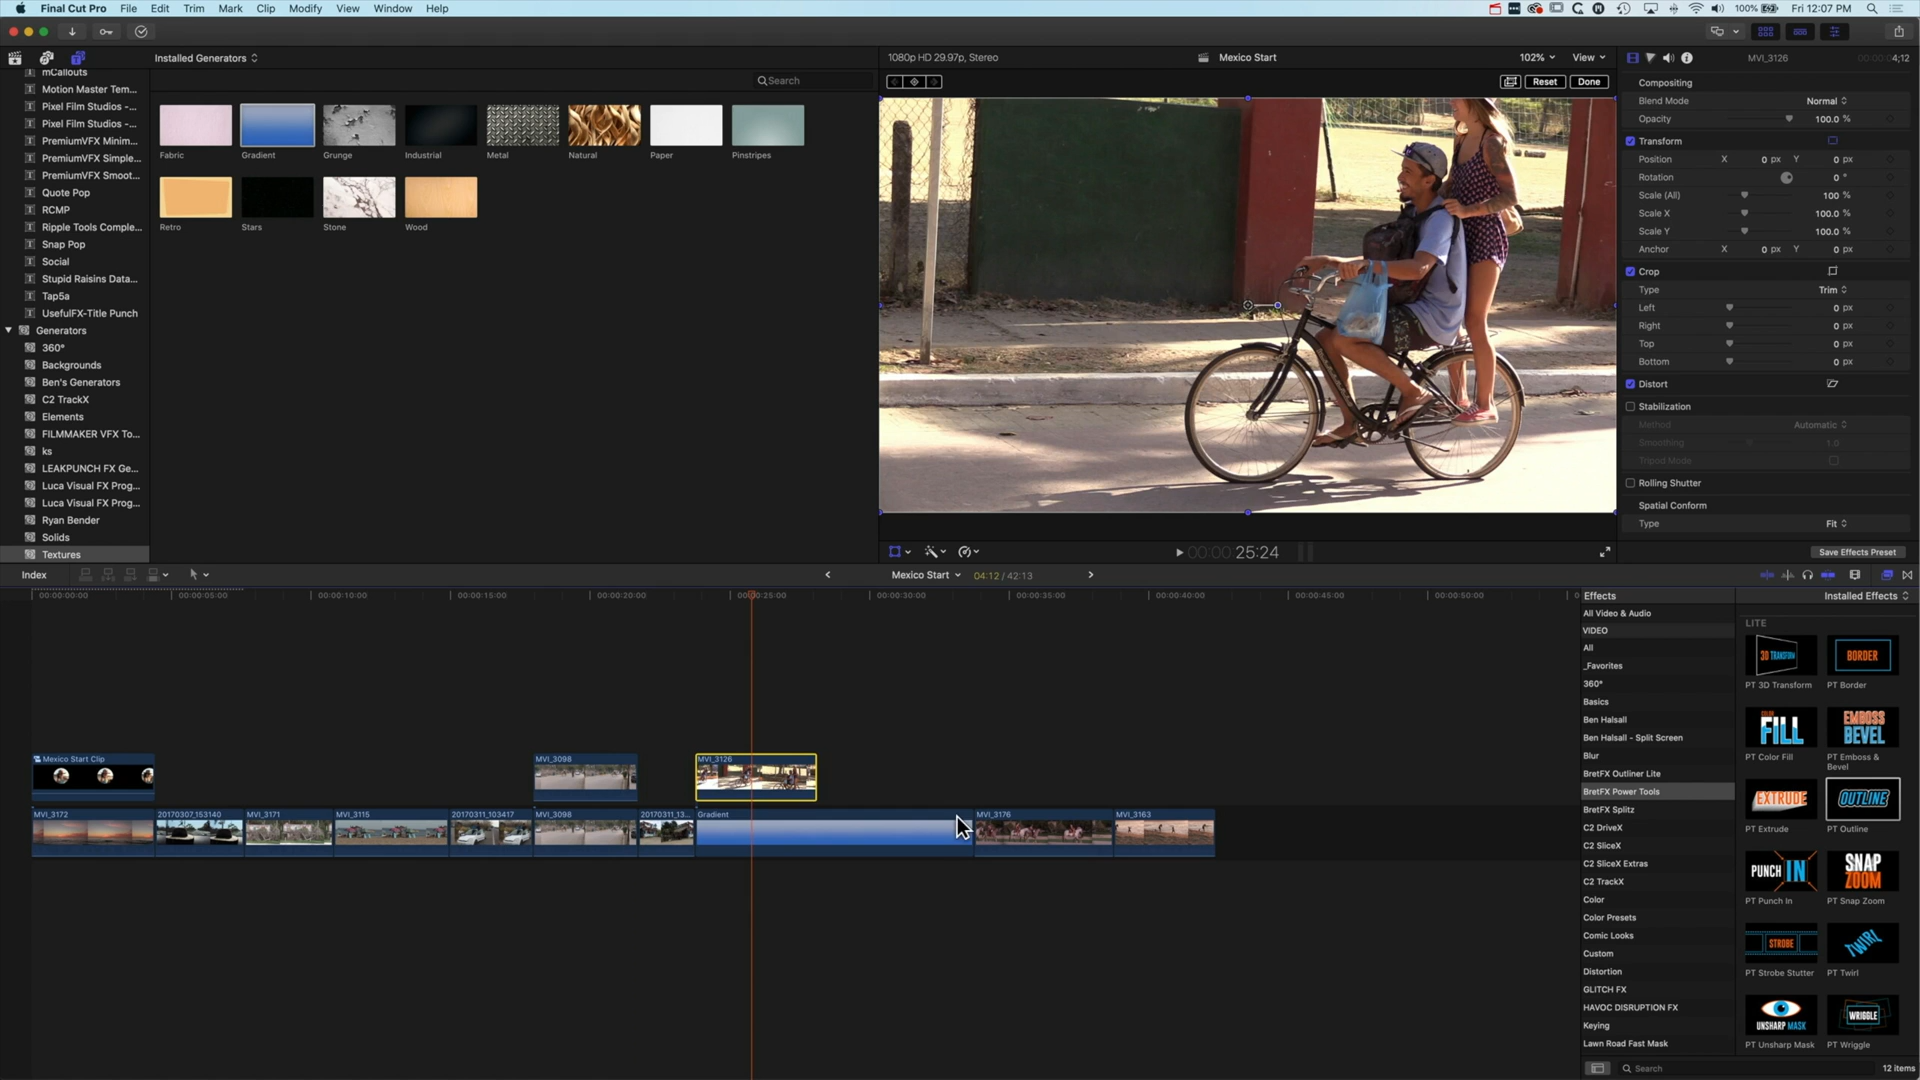 Final Cut Pro File Edit Trim Mark Clip Modify View Window Help
100% Fri 12:07 PM
Installed Generators
1080p HD 29.97p, Stereo
Mexico Start
102% View
MVI_3126
4:12
mCallouts
Motion Master Tem...
Pixel Film Studios -...
Pixel Film Studios -...
PremiumVFX Minim...
PremiumVFX Simple...
PremiumVFX Smoot...
Quote Pop
RCMP
Ripple Tools Comple...
Snap Pop
Social
Stupid Raisins Data...
Tap5a
UsefulFX-Title Punch
Generators
360°
Backgrounds
Ben's Generators
C2 TrackX
Elements
FILMMAKER VFX To...
ks
LEAKPUNCH FX Ge...
Luca Visual FX Prog...
Luca Visual FX Prog...
Ryan Bender
Solids
Textures
Search
Fabric Gradient Grunge Industrial Metal Natural Paper Pinstripes
Retro Stars Stone Wood
Reset Done
00:00 25:24
Compositing
Blend Mode Normal
Opacity 100.0 %
Transform
Position X 0 px Y 0 px
Rotation 0 °
Scale (All) 100 %
Scale X 100.0 %
Scale Y 100.0 %
Anchor X 0 px Y 0 px
Crop
Type Trim
Left 0 px
Right 0 px
Top 0 px
Bottom 0 px
Distort
Stabilization
Method Automatic
Smoothing 1.0
Tripod Mode
Rolling Shutter
Spatial Conform
Type Fit
Save Effects Preset
Index
Mexico Start 04:12 / 42:13
00:00:00:00 00:00:05:00 00:00:10:00 00:00:15:00 00:00:20:00 00:00:25:00 00:00:30:00 00:00:35:00 00:00:40:00 00:00:45:00 00:00:50:00
Mexico Start Clip MVI_3098 MVI_3126
MVI_3172 20170307_153140 MVI_3171 MVI_3115 20170311_103417 MVI_3098 20170311_13... Gradient MVI_3176 MVI_3163
Effects
Installed Effects
All Video & Audio
VIDEO
All
_Favorites
360°
Basics
Ben Halsall
Ben Halsall - Split Screen
Blur
BretFX Outliner Lite
BretFX Power Tools
BretFX Splitz
C2 DriveX
C2 SliceX
C2 SliceX Extras
C2 TrackX
Color
Color Presets
Comic Looks
Custom
Distortion
GLITCH FX
HAVOC DISRUPTION FX
Keying
Lawn Road Fast Mask
LITE
3D TRANSFORM BORDER
PT 3D Transform PT Border
COLOR FILL EMBOSS BEVEL
PT Color Fill PT Emboss & Bevel
EXTRUDE OUTLINE
PT Extrude PT Outline
PUNCH IN SNAP ZOOM
PT Punch In PT Snap Zoom
STROBE TWIRL
PT Strobe Stutter PT Twirl
UNSHARP MASK WRIGGLE
PT Unsharp Mask PT Wriggle
Search
12 items